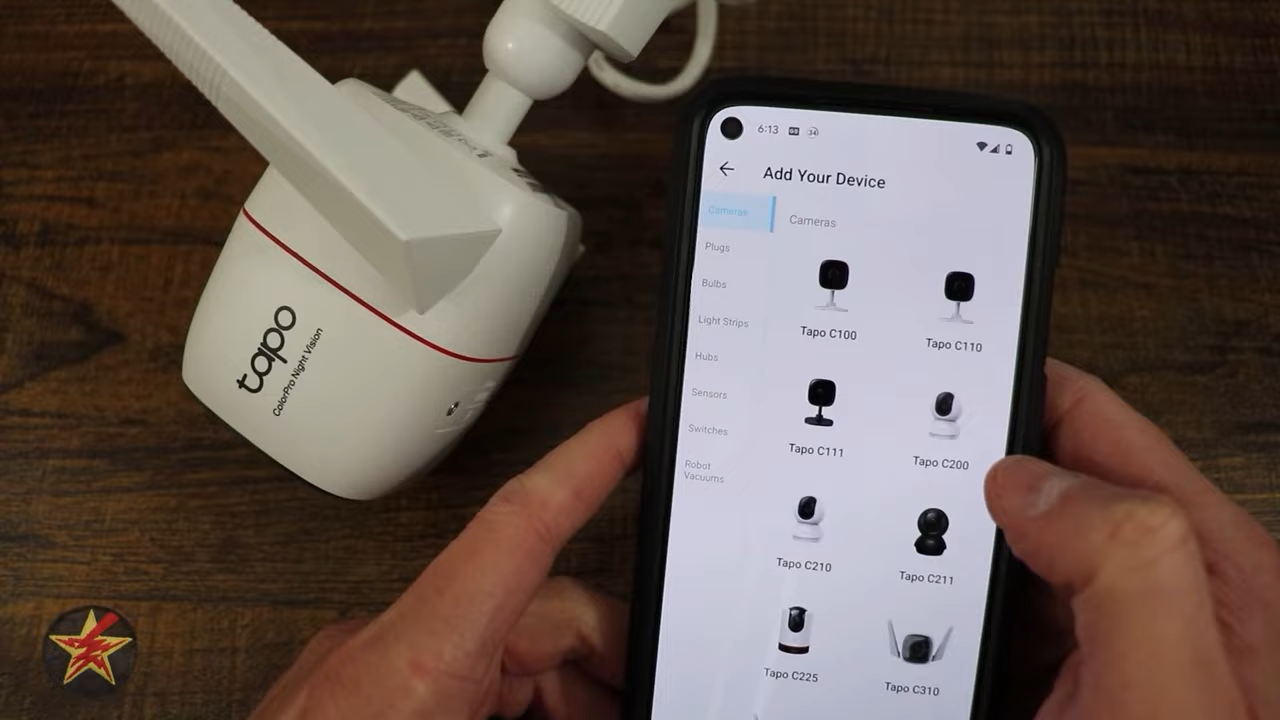 tapo
ColorPro Night Vision
6:13
34
Add Your Device
Cameras
Plugs
Bulbs
Light Strips
Hubs
Sensors
Switches
Robot
Vacuums
Cameras
Tapo C100
Tapo C110
Tapo C111
Tapo C200
Tapo C210
Tapo C211
Tapo C225
Tapo C310